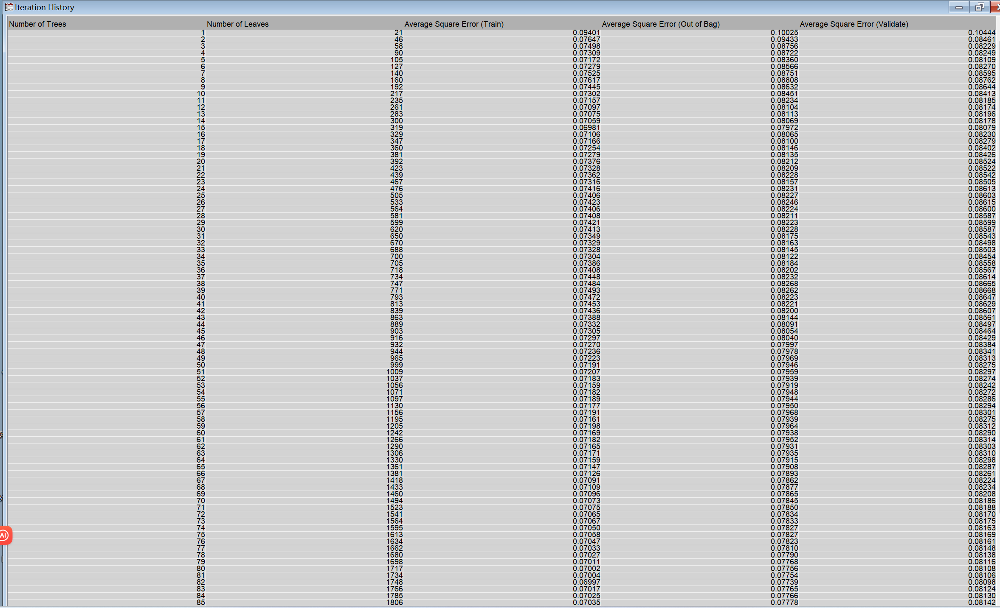 Iteration History
Number of Trees Number of Leaves Average Square Error (Train) Average Square Error (Out of Bag) Average Square Error (Validate)
1 21 0.09401 0.10025 0.10444
2 46 0.07647 0.09433 0.08461
3 58 0.07498 0.08756 0.08229
4 90 0.07309 0.08722 0.08249
5 105 0.07172 0.08360 0.08109
6 127 0.07279 0.08566 0.08270
7 140 0.07525 0.08751 0.08595
8 160 0.07617 0.08808 0.08762
9 192 0.07445 0.08632 0.08644
10 217 0.07302 0.08451 0.08413
11 235 0.07157 0.08234 0.08185
12 261 0.07097 0.08104 0.08174
13 283 0.07075 0.08113 0.08196
14 300 0.07059 0.08069 0.08178
15 319 0.06981 0.07972 0.08079
16 329 0.07106 0.08065 0.08230
17 347 0.07166 0.08100 0.08279
18 360 0.07254 0.08146 0.08402
19 381 0.07279 0.08135 0.08426
20 392 0.07376 0.08212 0.08524
21 423 0.07328 0.08209 0.08522
22 439 0.07362 0.08228 0.08542
23 467 0.07316 0.08157 0.08505
24 476 0.07416 0.08231 0.08613
25 505 0.07406 0.08227 0.08603
26 533 0.07423 0.08246 0.08615
27 564 0.07406 0.08224 0.08600
28 581 0.07408 0.08211 0.08587
29 599 0.07421 0.08223 0.08599
30 620 0.07413 0.08228 0.08587
31 650 0.07349 0.08175 0.08543
32 670 0.07329 0.08163 0.08498
33 688 0.07328 0.08145 0.08503
34 700 0.07304 0.08122 0.08454
35 705 0.07386 0.08184 0.08558
36 718 0.07408 0.08202 0.08567
37 734 0.07448 0.08232 0.08614
38 747 0.07484 0.08268 0.08665
39 771 0.07493 0.08262 0.08668
40 793 0.07472 0.08223 0.08647
41 813 0.07453 0.08221 0.08629
42 839 0.07436 0.08200 0.08607
43 863 0.07388 0.08144 0.08561
44 889 0.07332 0.08091 0.08497
45 903 0.07305 0.08054 0.08464
46 916 0.07297 0.08040 0.08429
47 932 0.07270 0.07997 0.08384
48 944 0.07236 0.07978 0.08341
49 965 0.07223 0.07969 0.08313
50 999 0.07191 0.07946 0.08275
51 1009 0.07207 0.07959 0.08297
52 1037 0.07183 0.07939 0.08274
53 1056 0.07159 0.07919 0.08242
54 1071 0.07182 0.07948 0.08272
55 1097 0.07189 0.07944 0.08286
56 1130 0.07177 0.07950 0.08294
57 1156 0.07191 0.07968 0.08301
58 1195 0.07161 0.07939 0.08275
59 1205 0.07198 0.07964 0.08312
60 1242 0.07169 0.07938 0.08290
61 1266 0.07182 0.07952 0.08314
62 1290 0.07165 0.07931 0.08303
63 1306 0.07171 0.07935 0.08310
64 1330 0.07159 0.07915 0.08298
65 1361 0.07147 0.07908 0.08287
66 1381 0.07126 0.07893 0.08261
67 1418 0.07091 0.07862 0.08224
68 1433 0.07109 0.07877 0.08234
69 1460 0.07096 0.07865 0.08208
70 1494 0.07073 0.07845 0.08186
71 1523 0.07075 0.07850 0.08188
72 1541 0.07065 0.07834 0.08170
73 1564 0.07067 0.07833 0.08175
74 1595 0.07050 0.07827 0.08163
75 1613 0.07058 0.07827 0.08169
76 1634 0.07047 0.07823 0.08161
77 1662 0.07033 0.07810 0.08148
78 1680 0.07027 0.07790 0.08138
79 1698 0.07011 0.07768 0.08116
80 1717 0.07002 0.07756 0.08108
81 1734 0.07004 0.07754 0.08106
82 1748 0.06997 0.07739 0.08098
83 1766 0.07017 0.07765 0.08124
84 1785 0.07025 0.07766 0.08130
85 1806 0.07035 0.07778 0.08142
AI